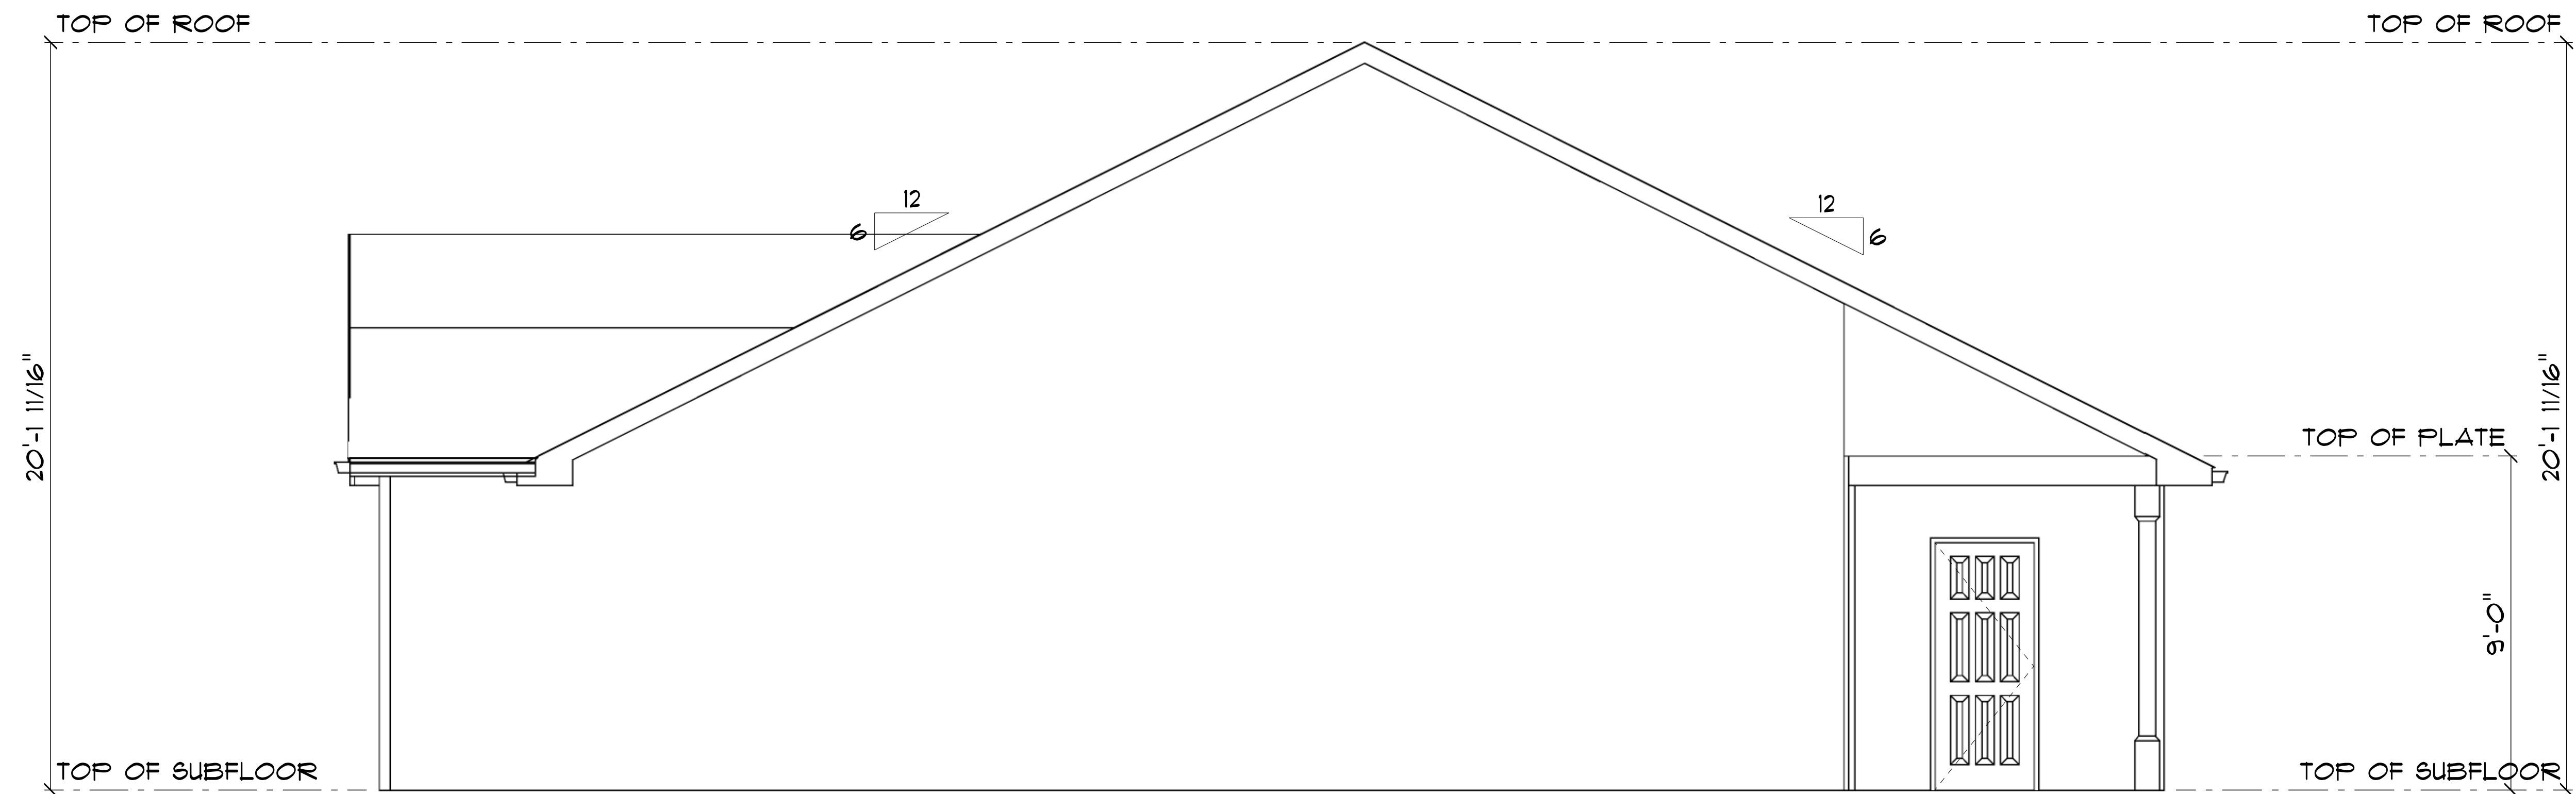 TOP OF ROOF
TOP OF ROOF
12
6
12
6
20'-1 11/16"
20'-1 11/16"
TOP OF PLATE
9'-0"
TOP OF SUBFLOOR
TOP OF SUBFLOOR